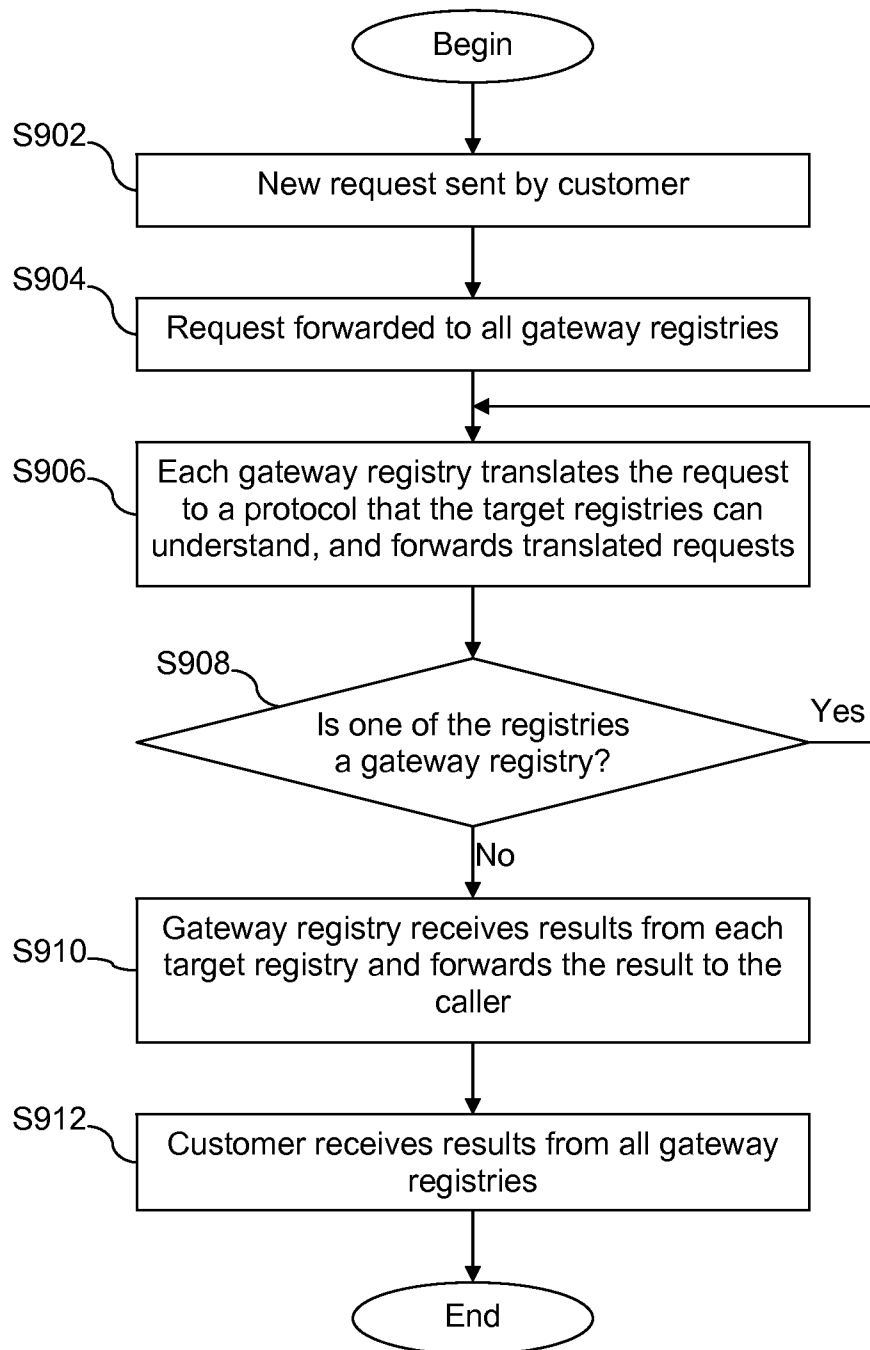 Begin
S902
New request sent by customer
S904
Request forwarded to all gateway registries
S906
Each gateway registry translates the request
to a protocol that the target registries can
understand, and forwards translated requests
S908
Is one of the registries
a gateway registry?
Yes
No
S910
Gateway registry receives results from each
target registry and forwards the result to the
caller
S912
Customer receives results from all gateway
registries
End